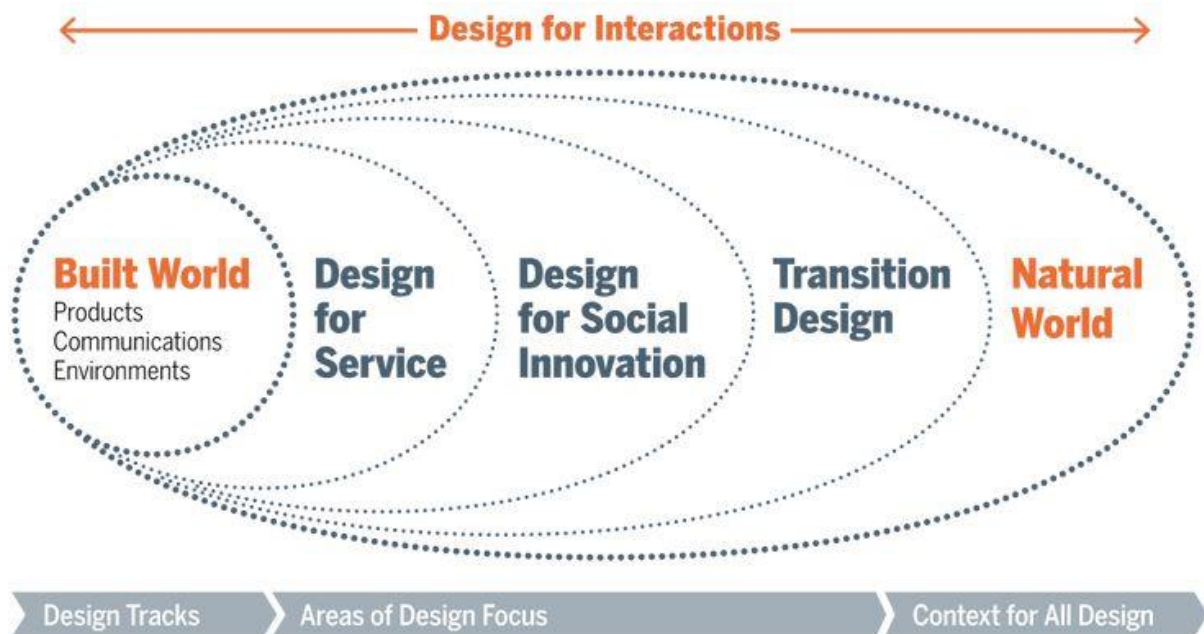 Design for Interactions
Built World
Products
Communications
Environments
Design
for
Service
Design
for Social
Innovation
Transition
Design
Natural
World
Design Tracks
Areas of Design Focus
Context for All Design